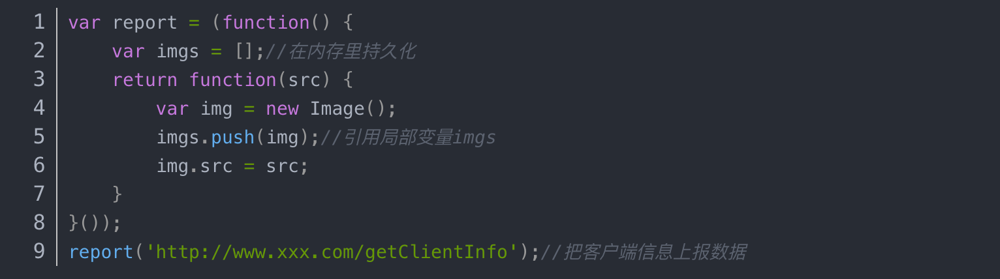 1 var report = (function() {
2     var imgs = [];//在内存里持久化
3     return function(src) {
4         var img = new Image();
5         imgs.push(img);//引用局部变量imgs
6         img.src = src;
7     }
8 }());
9 report('http://www.xxx.com/getClientInfo');//把客户端信息上报数据